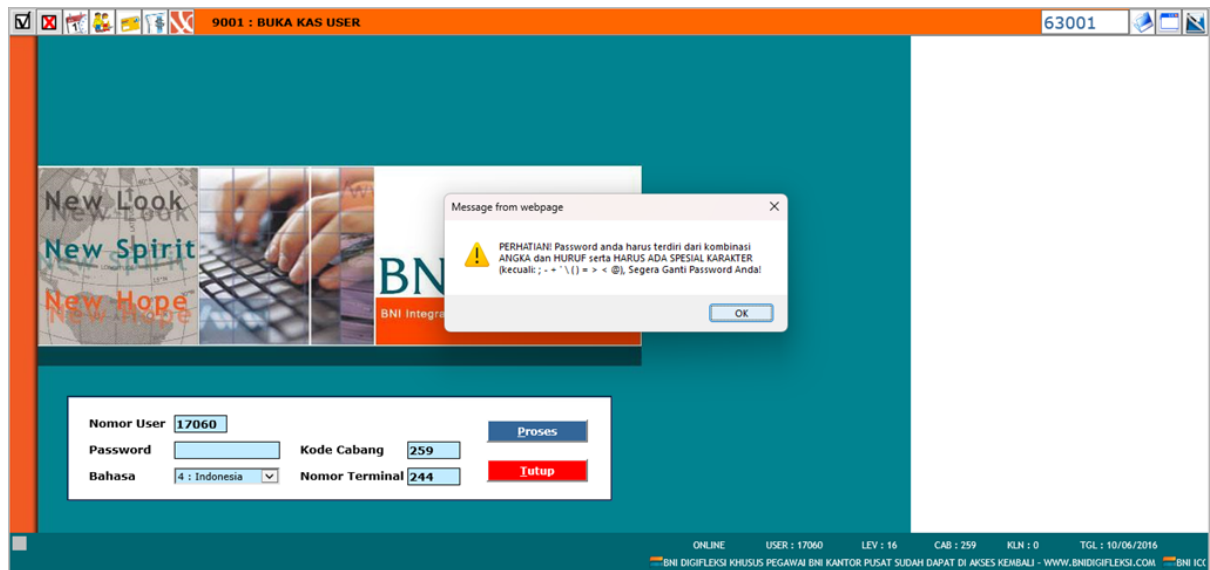 9001 : BUKA KAS USER
63001
New Look
New Spirit
New Hope
BN
BNI Integra
Message from webpage
PERHATIAN! Password anda harus terdiri dari kombinasi
ANGKA dan HURUF serta HARUS ADA SPESIAL KARAKTER
(kecuali: ; - + ` \ ( ) = > < @), Segera Ganti Password Anda!
OK
Nomor User 17060
Proses
Password Kode Cabang 259
Tutup
Bahasa 4 : Indonesia Nomor Terminal 244
ONLINE USER : 17060 LEV : 16 CAB : 259 KLN : 0 TGL : 10/06/2016
BNI DIGIFLEKSI KHUSUS PEGAWAI BNI KANTOR PUSAT SUDAH DAPAT DI AKSES KEMBALI - WWW.BNIDIGIFLEKSI.COM BNI ICC